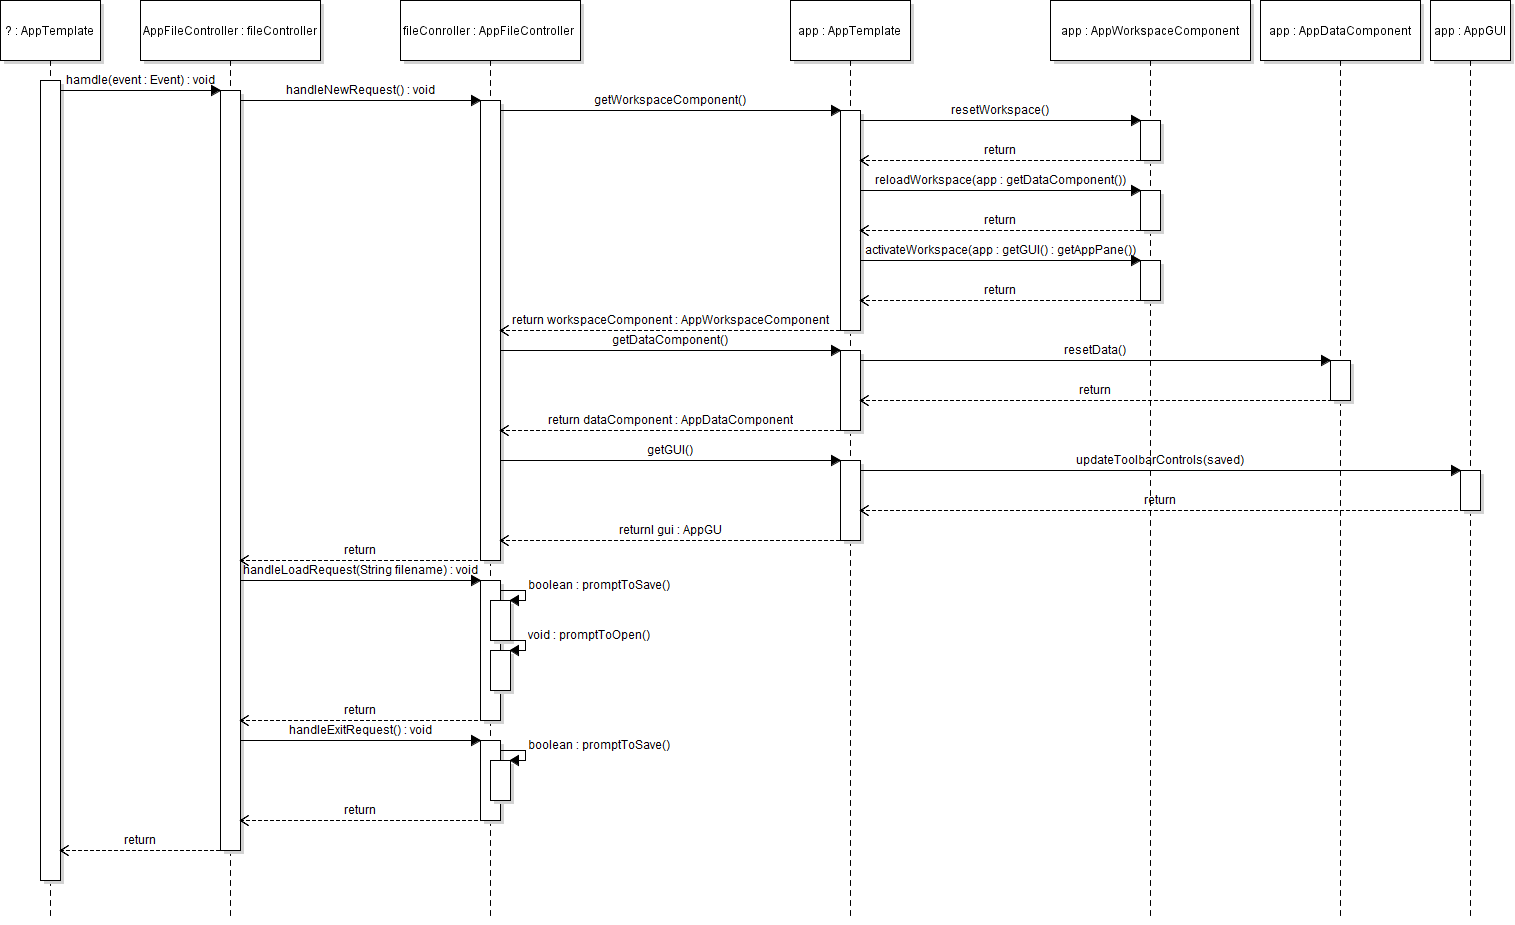 ? : AppTemplate
AppFileController : fileController
fileConroller : AppFileController
app : AppTemplate
app : AppWorkspaceComponent
app : AppDataComponent
app : AppGUI
hamdle(event : Event) : void
handleNewRequest() : void
getWorkspaceComponent()
resetWorkspace()
return
reloadWorkspace(app : getDataComponent())
return
activateWorkspace(app : getGUI() : getAppPane())
return
return workspaceComponent : AppWorkspaceComponent
getDataComponent()
resetData()
return
return dataComponent : AppDataComponent
getGUI()
updateToolbarControls(saved)
return
returnl gui : AppGU
return
handleLoadRequest(String filename) : void
boolean : promptToSave()
void : promptToOpen()
return
handleExitRequest() : void
boolean : promptToSave()
return
return